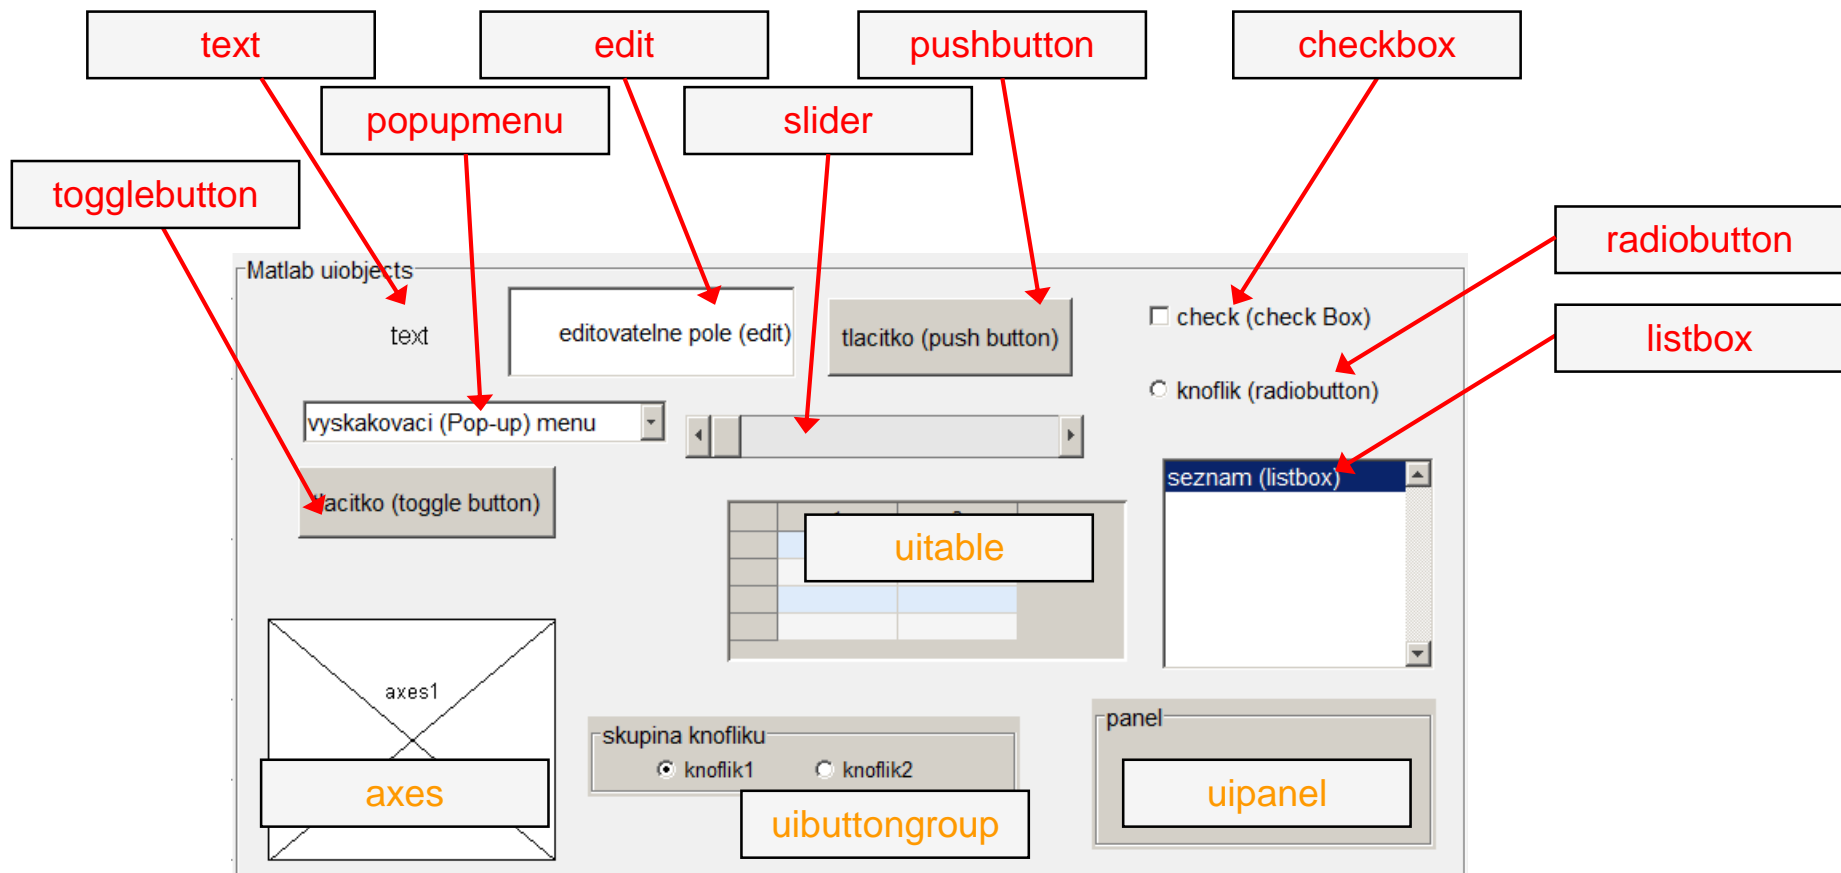 text
edit
pushbutton
checkbox
popupmenu
slider
togglebutton
radiobutton
listbox
Matlab uiobjects
text
editovatelne pole (edit)
tlacitko (push button)
check (check Box)
knoflik (radiobutton)
vyskakovaci (Pop-up) menu
seznam (listbox)
tlacitko (toggle button)
uitable
axes1
axes
skupina knofliku
knoflik1 knoflik2
uibuttongroup
panel
uipanel